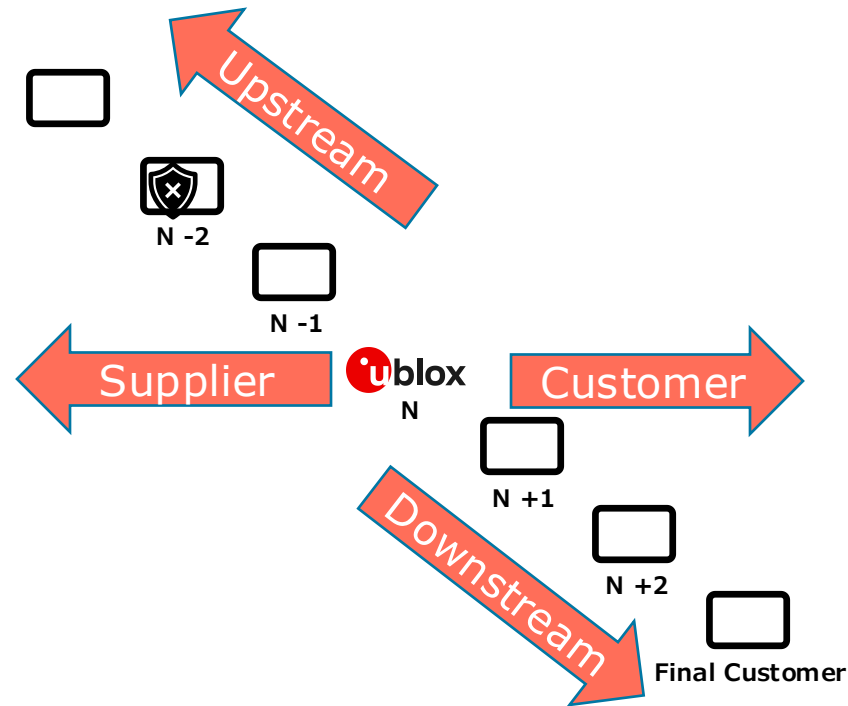 Upstream
N -2
N -1
Supplier
ublox
Customer
N
N +1
Downstream
N +2
Final Customer